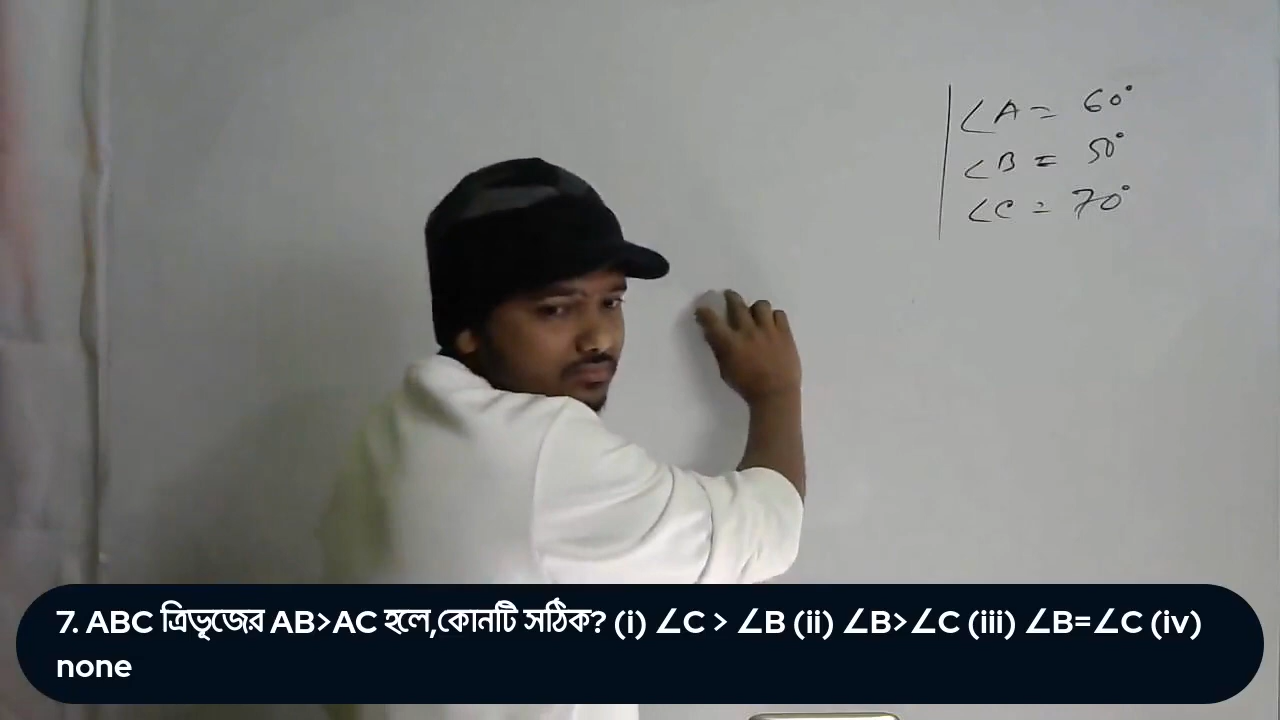 ∠A = 60°
∠B = 50°
∠C = 70°
7. ABC ত্রিভূজের AB>AC হলে,কোনটি সঠিক? (i) ∠C > ∠B (ii) ∠B>∠C (iii) ∠B=∠C (iv)
none